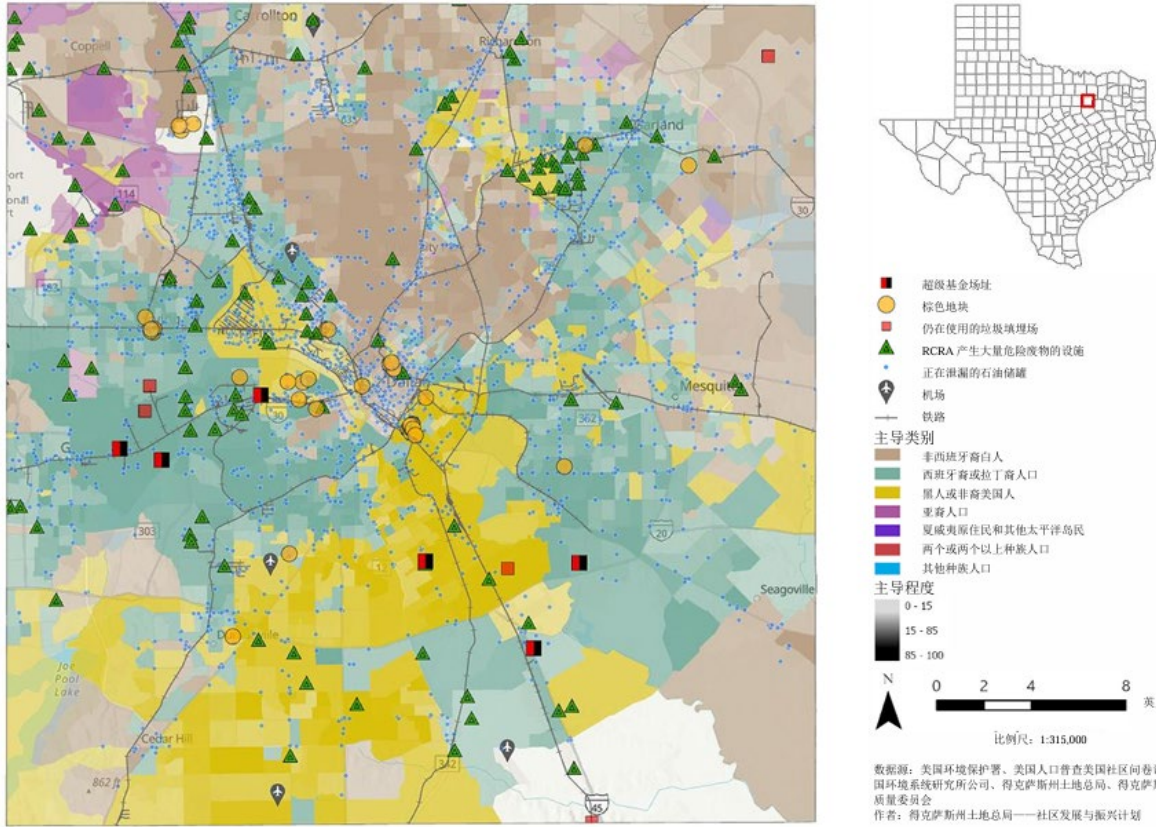 Carrollton
Coppell
Richardson
635
Garland
114
30
183
Dallas
Mesquite
30
362
G
303
20
Seagoville
Duncanville
Joe
Pool
Lake
Cedar Hill
862 ft
342
45
超级基金场址
棕色地块
仍在使用的垃圾填埋场
RCRA 产生大量危险废物的设施
正在泄漏的石油储罐
机场
铁路
主导类别
非西班牙裔白人
西班牙裔或拉丁裔人口
黑人或非裔美国人
亚裔人口
夏威夷原住民和其他太平洋岛民
两个或两个以上种族人口
其他种族人口
主导程度
0 - 15
15 - 85
85 - 100
N
0 2 4 8 英
比例尺：1:315,000
数据源：美国环境保护署、美国人口普查美国社区问卷
国环境系统研究所公司、得克萨斯州土地总局、得克萨斯
质量委员会
作者：得克萨斯州土地总局——社区发展与振兴计划